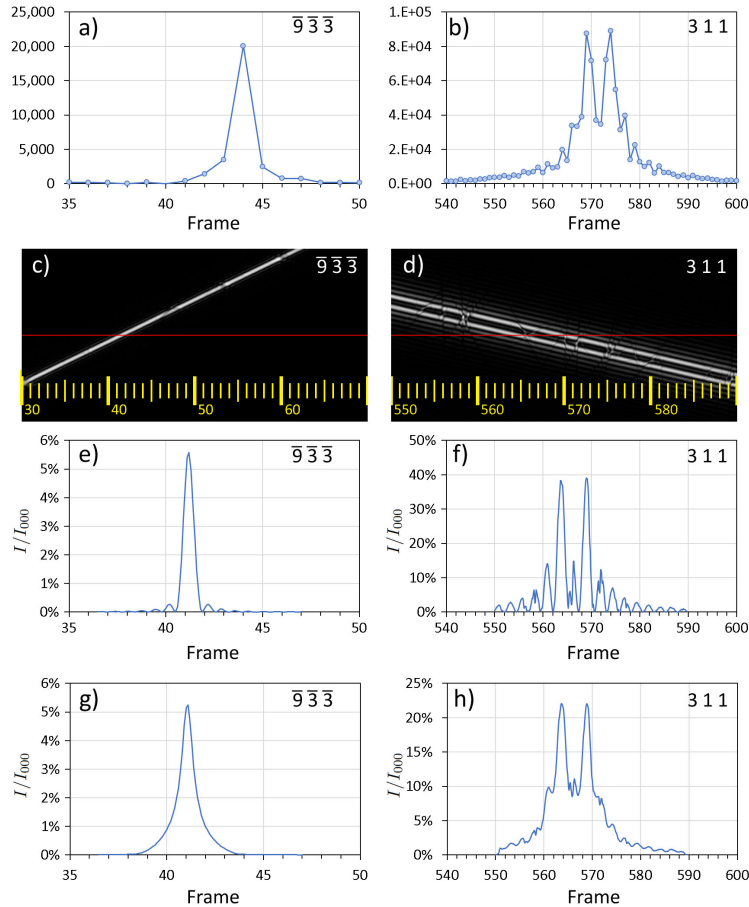 a)
9̅ 3̅ 3̅
25,000
20,000
15,000
10,000
5,000
0
35 40 45 50
Frame
b)
3 1 1
1.E+05
8.E+04
6.E+04
4.E+04
2.E+04
0.E+00
540 550 560 570 580 590 600
Frame
c)
9̅ 3̅ 3̅
30 40 50 60
d)
3 1 1
550 560 570 580
e)
9̅ 3̅ 3̅
6%
5%
4%
3%
2%
1%
0%
I/I000
35 40 45 50
Frame
f)
3 1 1
50%
40%
30%
20%
10%
0%
I/I000
540 550 560 570 580 590 600
Frame
g)
9̅ 3̅ 3̅
6%
5%
4%
3%
2%
1%
0%
I/I000
35 40 45 50
Frame
h)
3 1 1
25%
20%
15%
10%
5%
0%
I/I000
540 550 560 570 580 590 600
Frame